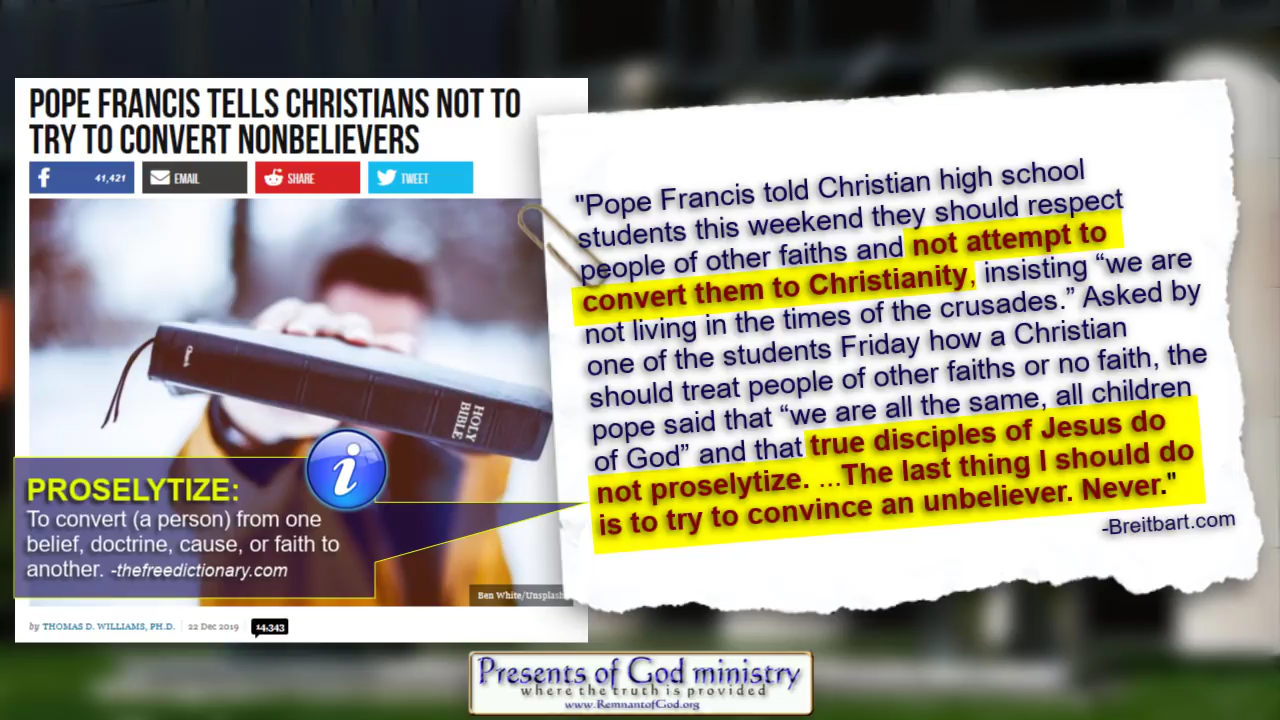 POPE FRANCIS TELLS CHRISTIANS NOT TO
TRY TO CONVERT NONBELIEVERS
41,421
EMAIL
SHARE
TWEET
Church
HOLY
BIBLE
PROSELYTIZE:
To convert (a person) from one
belief, doctrine, cause, or faith to
another. -thefreedictionary.com
Ben White/Unsplash
by THOMAS D. WILLIAMS, PH.D. | 22 Dec 2019 14,343
"Pope Francis told Christian high school
students this weekend they should respect
people of other faiths and not attempt to
convert them to Christianity, insisting “we are
not living in the times of the crusades.” Asked by
one of the students Friday how a Christian
should treat people of other faiths or no faith, the
pope said that “we are all the same, all children
of God” and that true disciples of Jesus do
not proselytize. ...The last thing I should do
is to try to convince an unbeliever. Never."
-Breitbart.com
Presents of God ministry
where the truth is provided
www.RemnantofGod.org